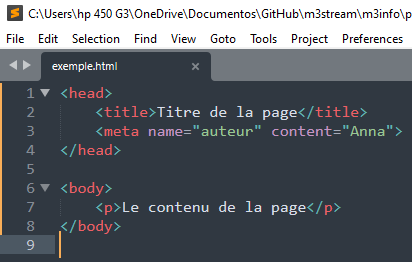 C:\Users\hp 450 G3\OneDrive\Documentos\GitHub\m3stream\m3info\p
File Edit Selection Find View Goto Tools Project Preferences
exemple.html ×
1 <head>
2 <title>Titre de la page</title>
3 <meta name="auteur" content="Anna">
4 </head>
5
6 <body>
7 <p>Le contenu de la page</p>
8 </body>
9